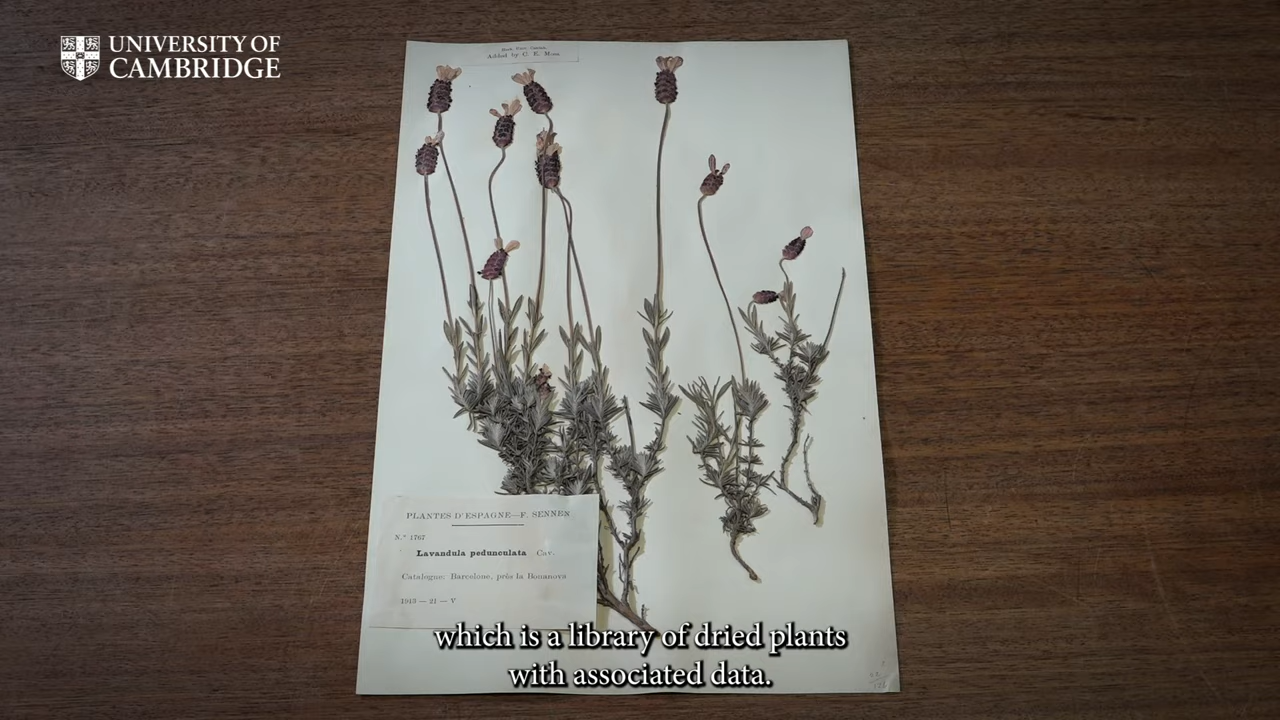 UNIVERSITY OF
CAMBRIDGE
Added by C. E. Moss.
PLANTES D'ESPAGNE—F. SENNEN
N.° 1767
Lavandula pedunculata Cav.
Catalogne: Barcelone, près la Bonanova
1913 — 21 — V
which is a library of dried plants
with associated data.